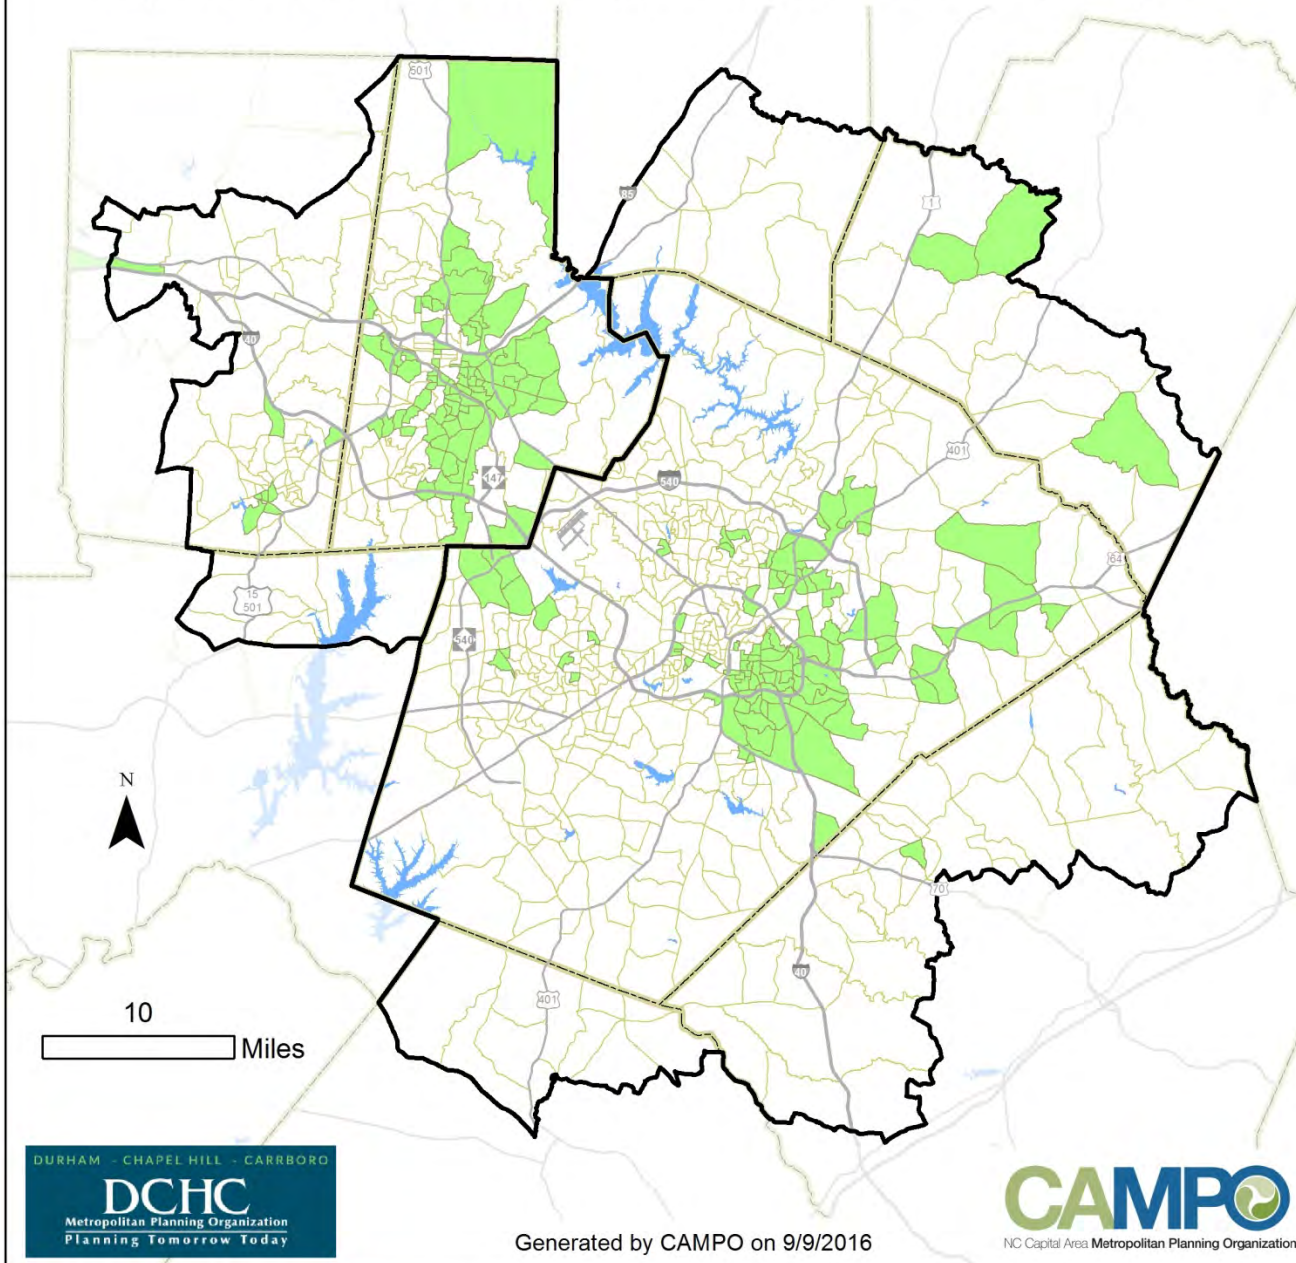 501
85
1
40
147
540
401
64
15
501
540
N
70
40
10
Miles
401
DURHAM - CHAPEL HILL - CARRBORO
DCHC
Metropolitan Planning Organization
Planning Tomorrow Today
Generated by CAMPO on 9/9/2016
CAMPO
NC Capital Area Metropolitan Planning Organization